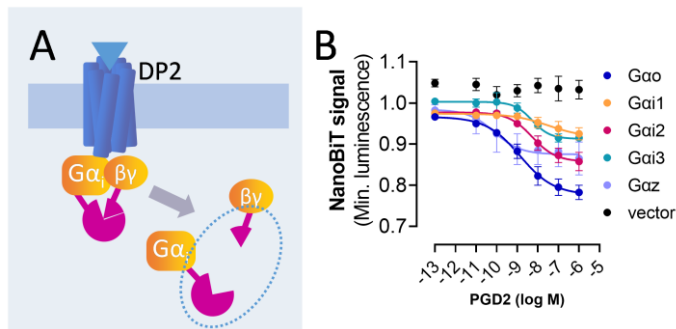 A
DP2
Gαi
βγ
βγ
Gα
B
NanoBiT signal
(Min. luminescence)
1.1
1.0
0.9
0.8
0.7
-13
-12
-11
-10
-9
-8
-7
-6
-5
PGD2 (log M)
Gαo
Gαi1
Gαi2
Gαi3
Gαz
vector